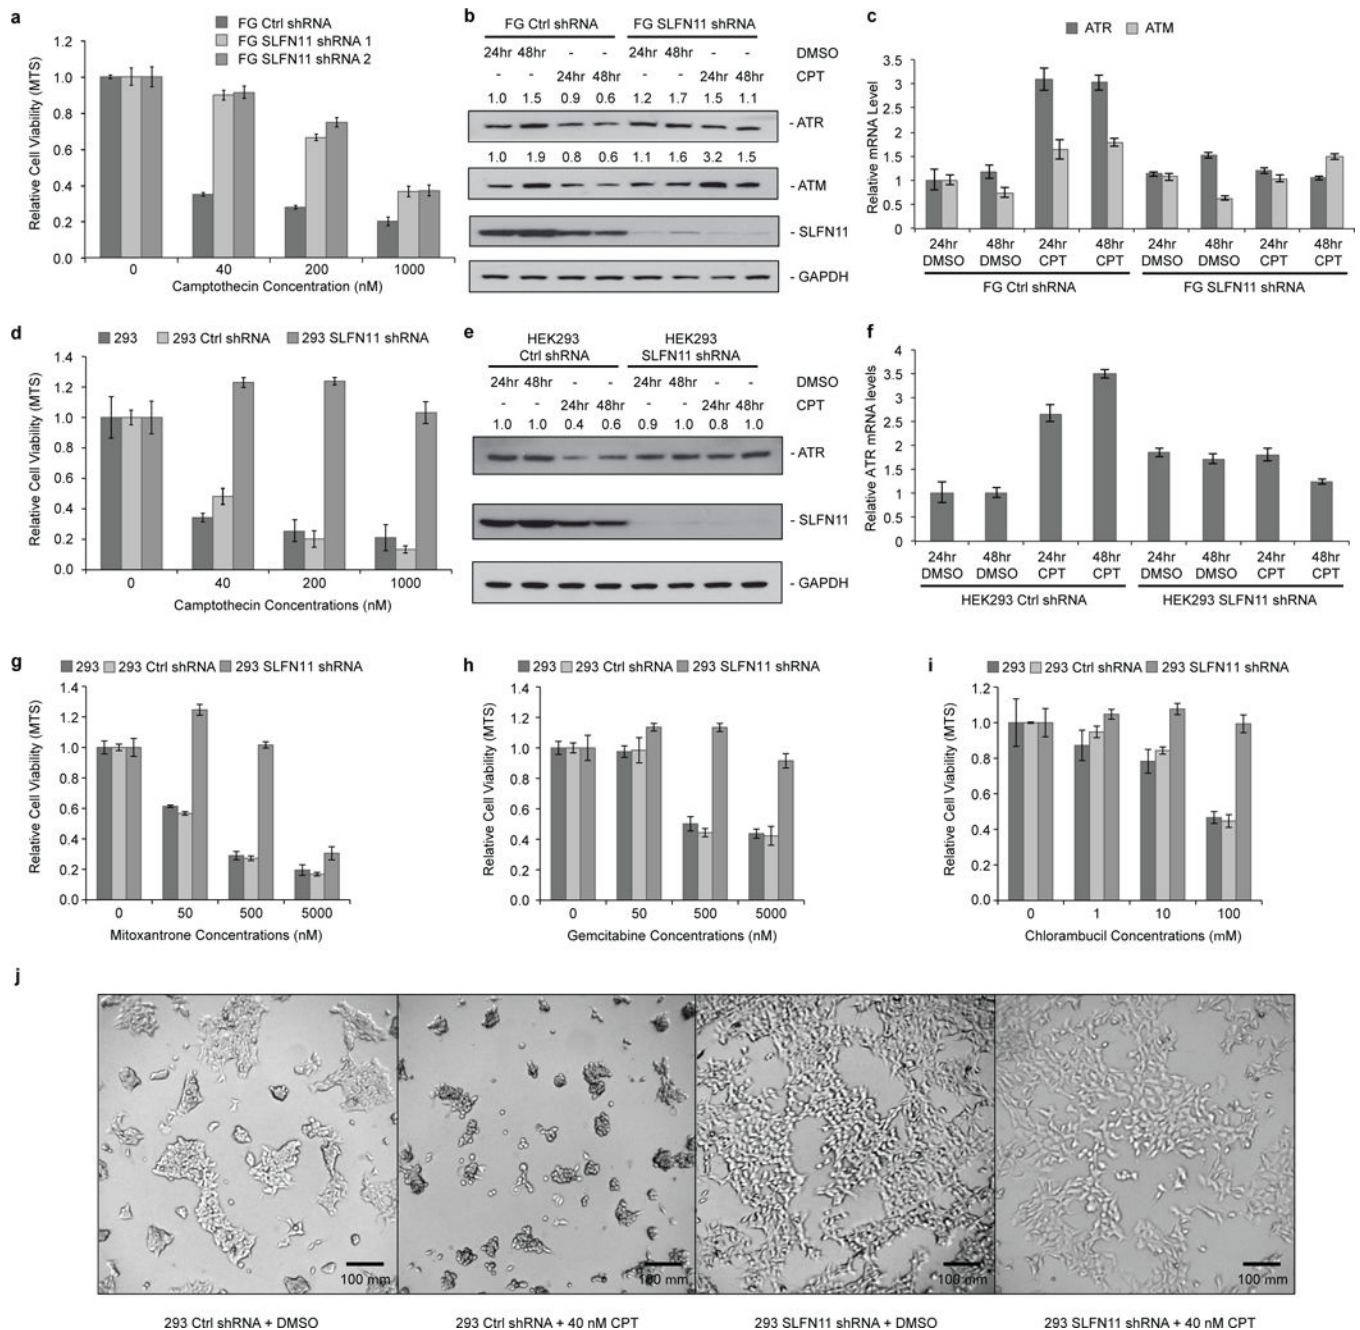 a
FG Ctrl shRNA
FG SLFN11 shRNA 1
FG SLFN11 shRNA 2
Relative Cell Viability (MTS)
1.2
1.0
0.8
0.6
0.4
0.2
0.0
0 40 200 1000
Camptothecin Concentration (nM)
b
FG Ctrl shRNA FG SLFN11 shRNA
24hr 48hr - - 24hr 48hr - - DMSO
- - 24hr 48hr - - 24hr 48hr CPT
1.0 1.5 0.9 0.6 1.2 1.7 1.5 1.1
- ATR
1.0 1.9 0.8 0.6 1.1 1.6 3.2 1.5
- ATM
- SLFN11
- GAPDH
c
ATR ATM
Relative mRNA Level
3.5
3
2.5
2
1.5
1
0.5
0
24hr 48hr 24hr 48hr 24hr 48hr 24hr 48hr
DMSO DMSO CPT CPT DMSO DMSO CPT CPT
FG Ctrl shRNA FG SLFN11 shRNA
d
293 293 Ctrl shRNA 293 SLFN11 shRNA
Relative Cell Viability (MTS)
1.4
1.2
1.0
0.8
0.6
0.4
0.2
0.0
0 40 200 1000
Camptothecin Concentrations (nM)
e
HEK293 HEK293
Ctrl shRNA SLFN11 shRNA
24hr 48hr - - 24hr 48hr - - DMSO
- - 24hr 48hr - - 24hr 48hr CPT
1.0 1.0 0.4 0.6 0.9 1.0 0.8 1.0
- ATR
- SLFN11
- GAPDH
f
Relative ATR mRNA levels
4
3.5
3
2.5
2
1.5
1
0.5
0
24hr 48hr 24hr 48hr 24hr 48hr 24hr 48hr
DMSO DMSO CPT CPT DMSO DMSO CPT CPT
HEK293 Ctrl shRNA HEK293 SLFN11 shRNA
g
293 293 Ctrl shRNA 293 SLFN11 shRNA
Relative Cell Viability (MTS)
1.4
1.2
1.0
0.8
0.6
0.4
0.2
0.0
0 50 500 5000
Mitoxantrone Concentrations (nM)
h
293 293 Ctrl shRNA 293 SLFN11 shRNA
Relative Cell Viability (MTS)
1.4
1.2
1.0
0.8
0.6
0.4
0.2
0.0
0 50 500 5000
Gemcitabine Concentrations (nM)
i
293 293 Ctrl shRNA 293 SLFN11 shRNA
Relative Cell Viability (MTS)
1.2
1.0
0.8
0.6
0.4
0.2
0.0
0 1 10 100
Chlorambucil Concentrations (mM)
j
100 mm 100 mm 100 mm 100 mm
293 Ctrl shRNA + DMSO 293 Ctrl shRNA + 40 nM CPT 293 SLFN11 shRNA + DMSO 293 SLFN11 shRNA + 40 nM CPT